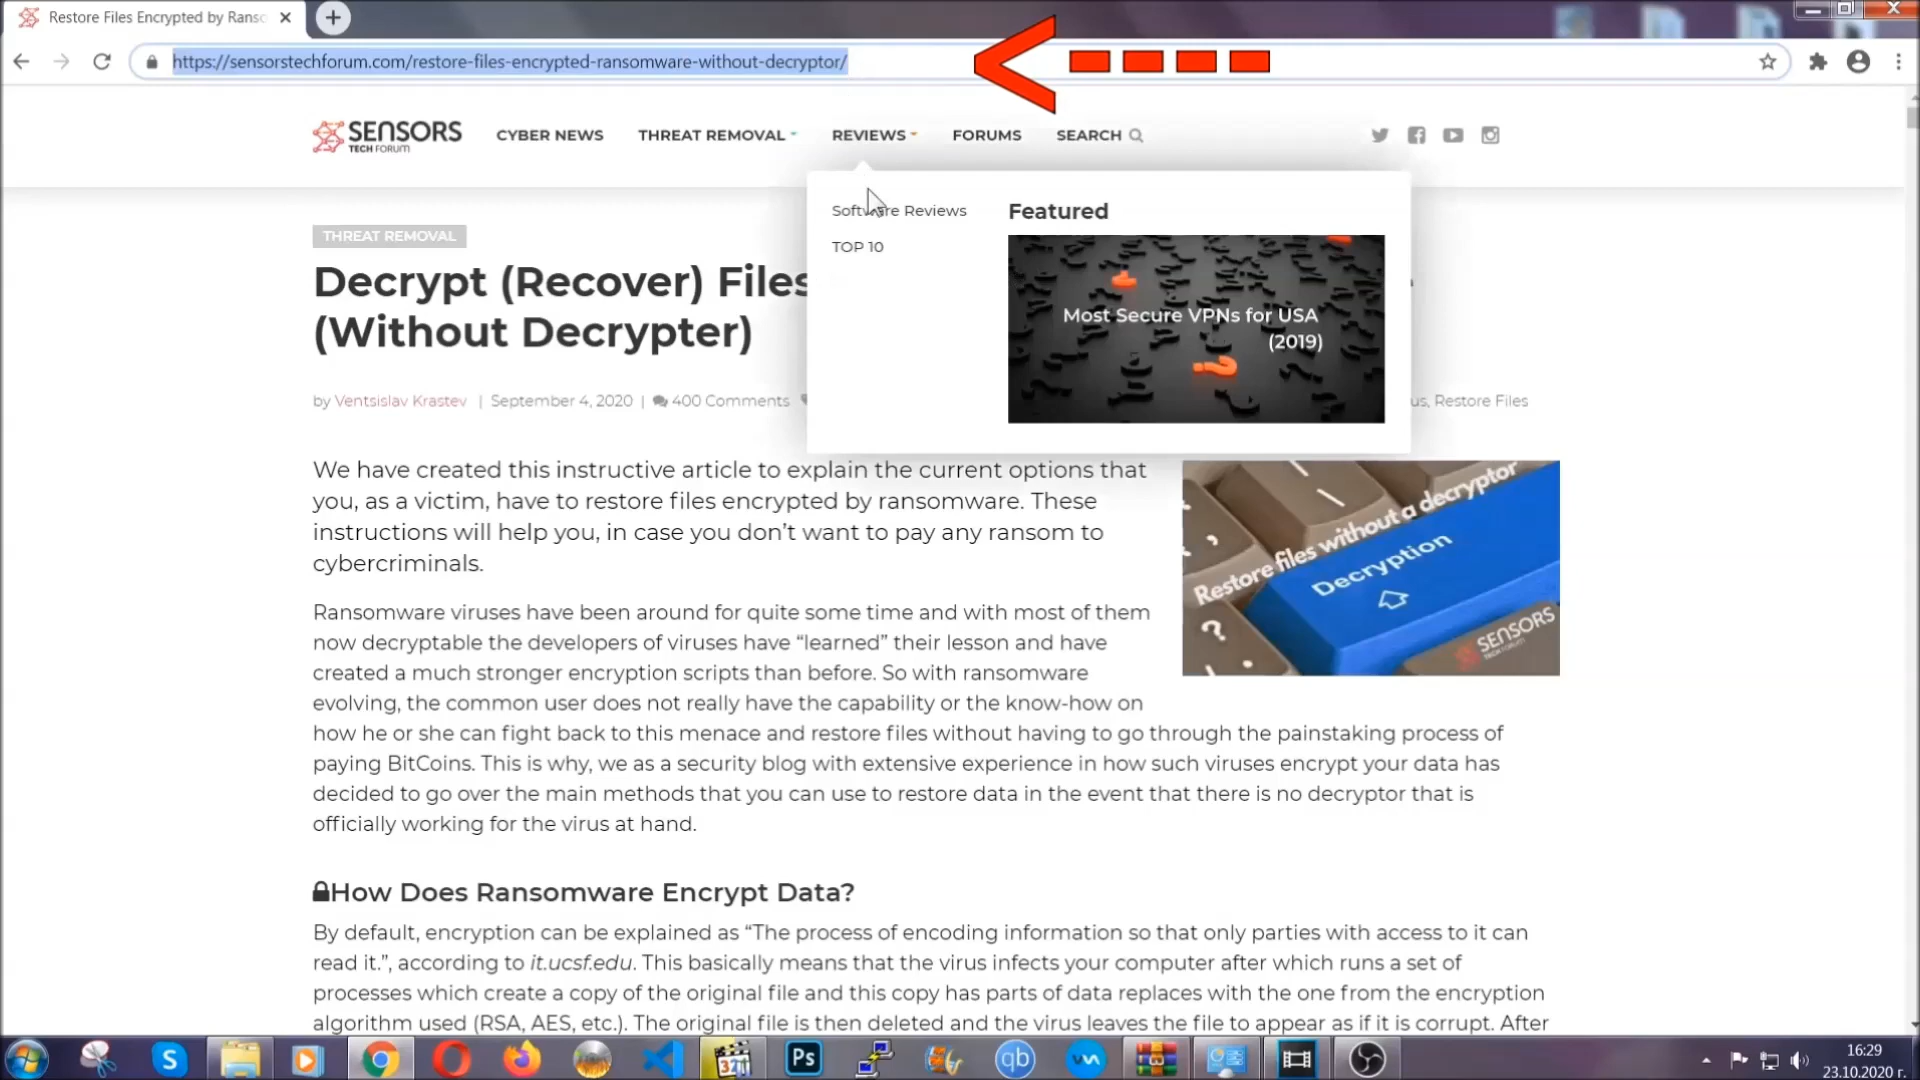 Restore Files Encrypted by Ranso
https://sensorstechforum.com/restore-files-encrypted-ransomware-without-decryptor/
SENSORS
TECH FORUM
CYBER NEWS
THREAT REMOVAL
REVIEWS
FORUMS
SEARCH
Software Reviews
TOP 10
Featured
Most Secure VPNs for USA
(2019)
THREAT REMOVAL
Decrypt (Recover) Files
(Without Decrypter)
by Ventsislav Krastev | September 4, 2020 | 400 Comments
us, Restore Files
We have created this instructive article to explain the current options that
you, as a victim, have to restore files encrypted by ransomware. These
instructions will help you, in case you don’t want to pay any ransom to
cybercriminals.
Restore files without a decryptor
Decryption
SENSORS
TECH FORUM
Ransomware viruses have been around for quite some time and with most of them
now decryptable the developers of viruses have “learned” their lesson and have
created a much stronger encryption scripts than before. So with ransomware
evolving, the common user does not really have the capability or the know-how on
how he or she can fight back to this menace and restore files without having to go through the painstaking process of
paying BitCoins. This is why, we as a security blog with extensive experience in how such viruses encrypt your data has
decided to go over the main methods that you can use to restore data in the event that there is no decryptor that is
officially working for the virus at hand.
How Does Ransomware Encrypt Data?
By default, encryption can be explained as “The process of encoding information so that only parties with access to it can
read it.”, according to it.ucsf.edu. This basically means that the virus infects your computer after which runs a set of
processes which create a copy of the original file and this copy has parts of data replaces with the one from the encryption
algorithm used (RSA, AES, etc.). The original file is then deleted and the virus leaves the file to appear as if it is corrupt. After
S
321
Ps
qb
16:29
23.10.2020 г.